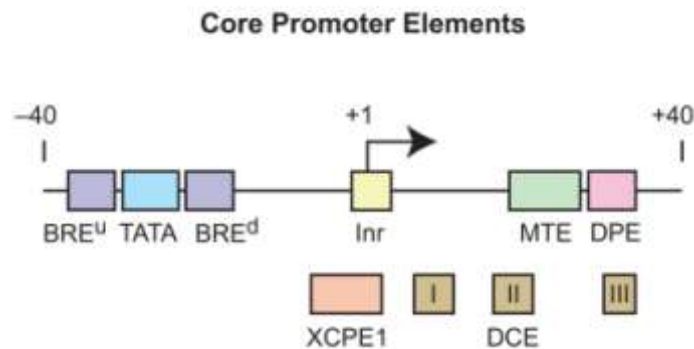 Core Promoter Elements
–40 +1 +40
BREᵘ TATA BREᵈ Inr MTE DPE
I II III
XCPE1 DCE